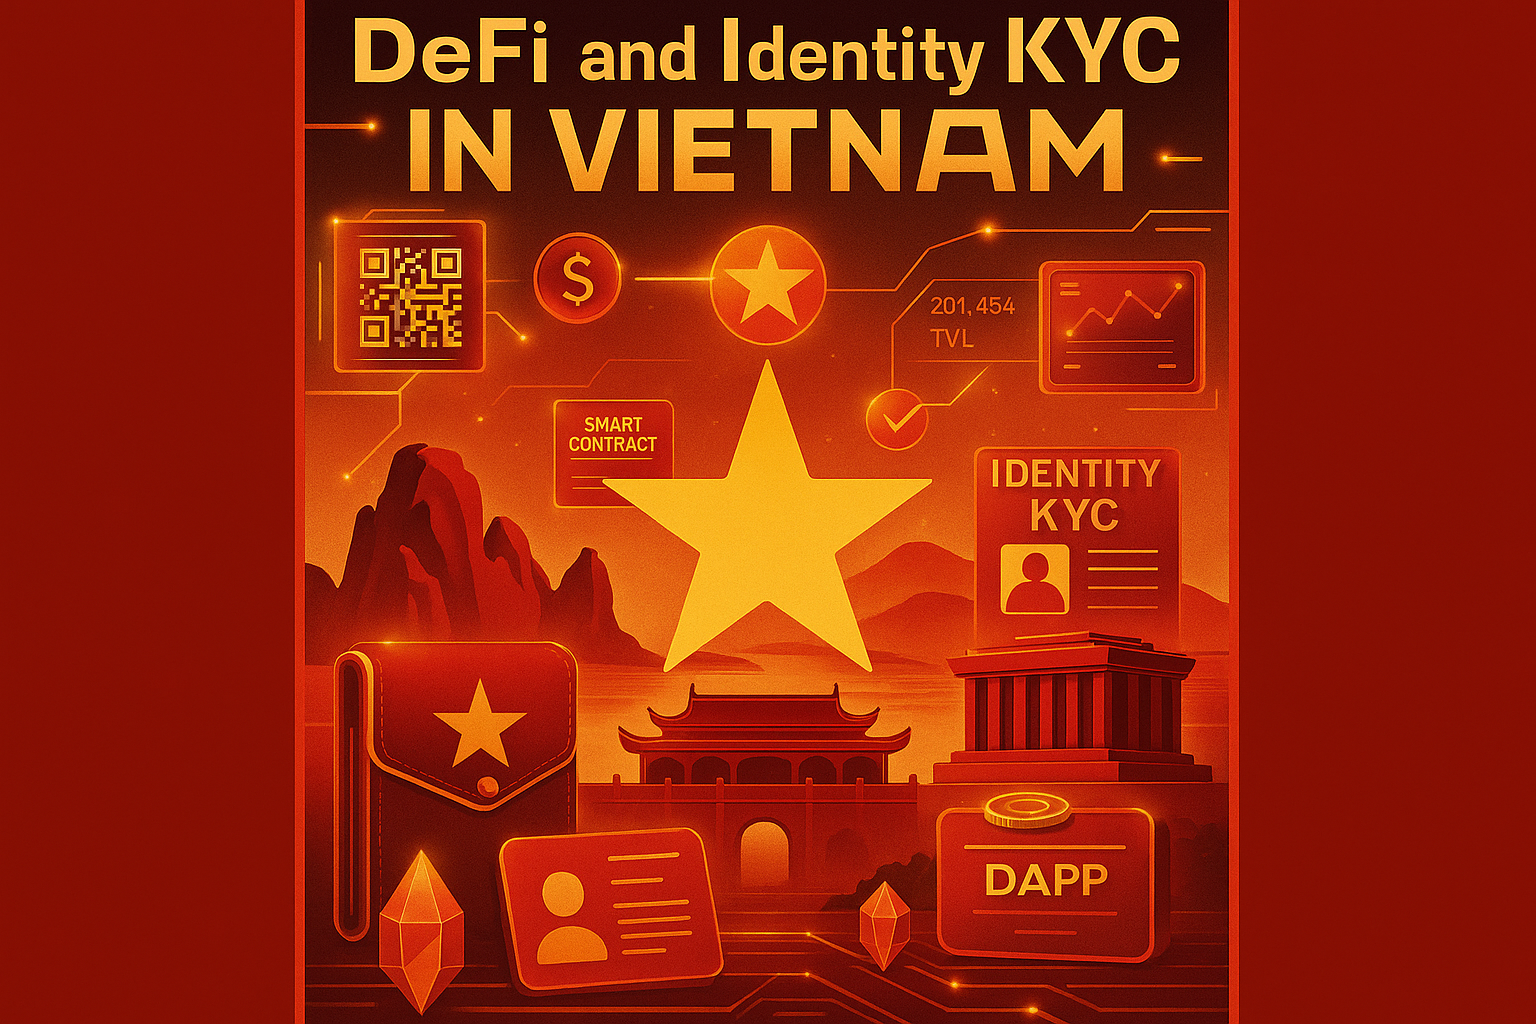 DeFi and Identity KYC
IN VIETNAM
$
201,454
TVL
SMART
CONTRACT
IDENTITY
KYC
DAPP